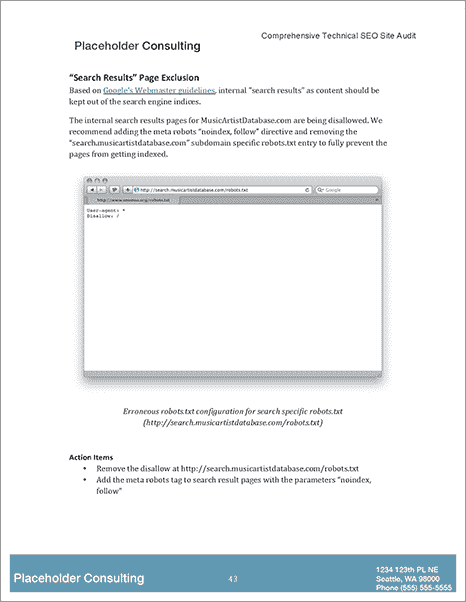 Comprehensive Technical SEO Site Audit
Placeholder Consulting
"Search Results" Page Exclusion
Based on Google's Webmaster guidelines, internal "search results" as content should be
kept out of the search engine indices.
The internal search results pages for MusicArtistDatabase.com are being disallowed. We
recommend adding the meta robots "noindex, follow" directive and removing the
"search.musicartistdatabase.com" subdomain specific robots.txt entry to fully prevent the
pages from getting indexed.
http://search.musicartistdatabase.com/robots.txt
Google
User-agent: *
Disallow: /
Erroneous robots.txt configuration for search specific robots.txt
(http://search.musicartistdatabase.com/robots.txt)
Action Items
• Remove the disallow at http://search.musicartistdatabase.com/robots.txt
• Add the meta robots tag to search result pages with the parameters "noindex,
follow"
Placeholder Consulting
43
1234 123th PL NE
Seattle, WA 98000
Phone (555) 555-5555